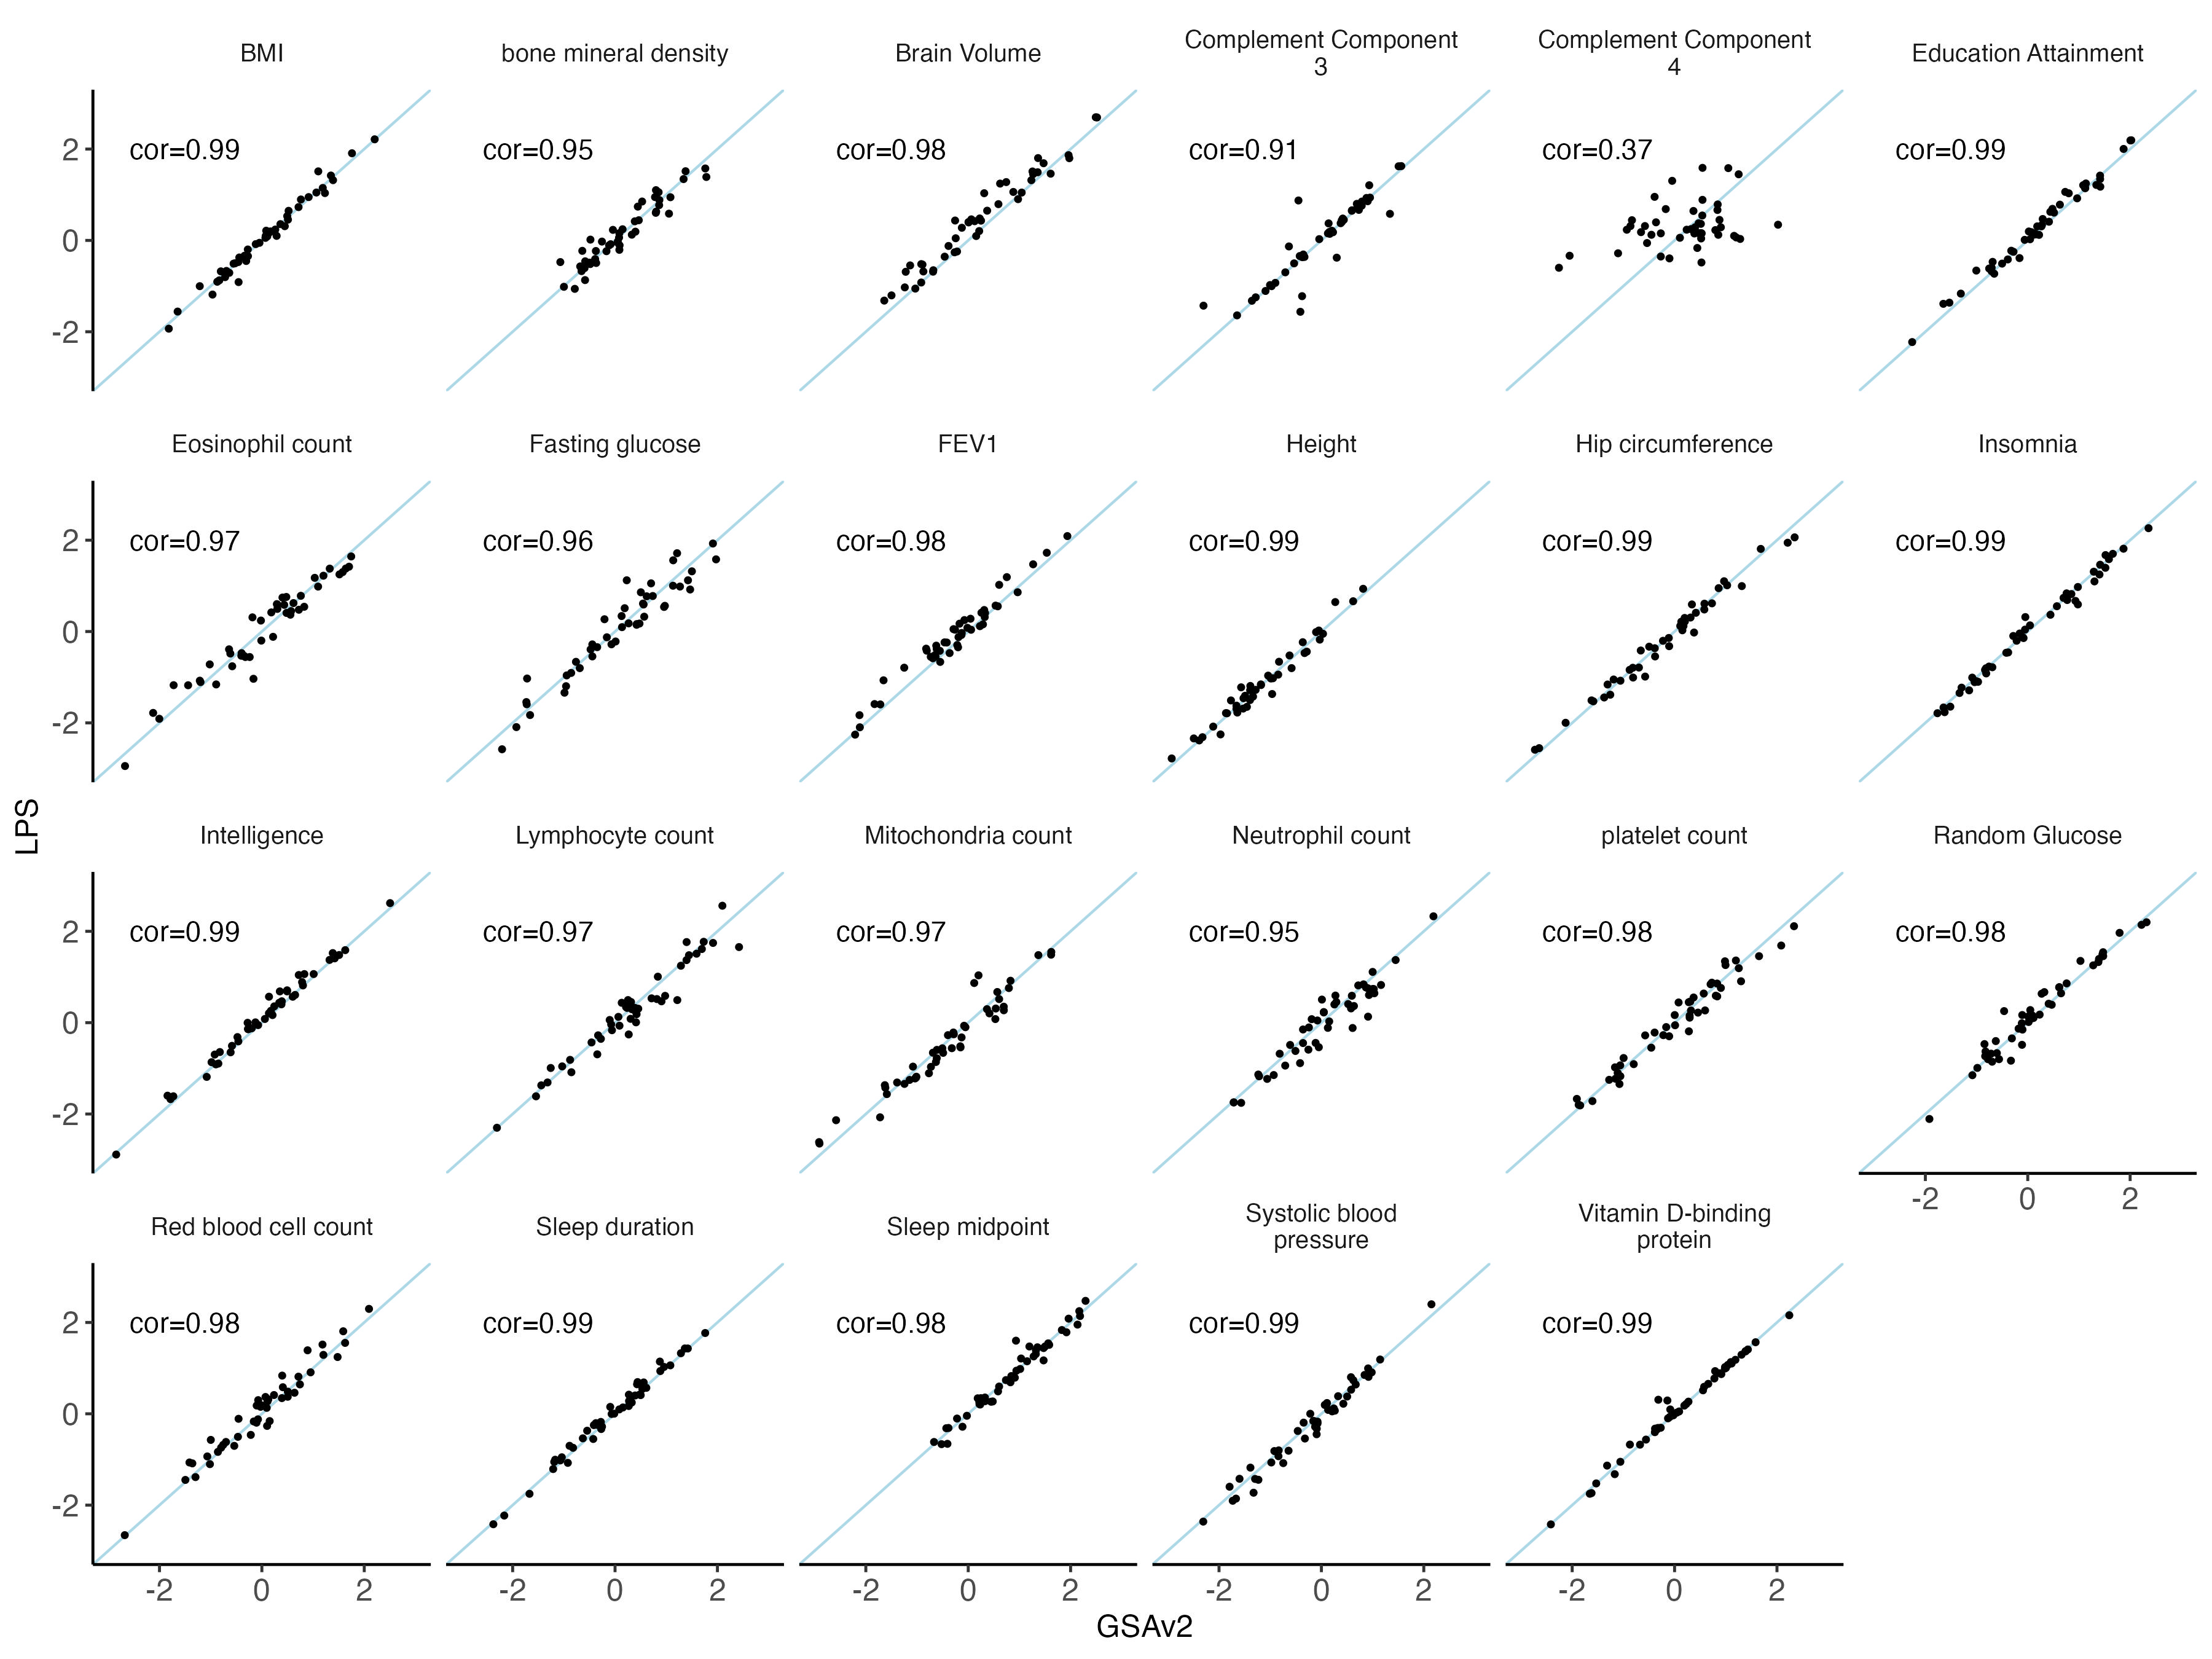 BMI
bone mineral density
Brain Volume
Complement Component
3
Complement Component
4
Education Attainment
cor=0.99
cor=0.95
cor=0.98
cor=0.91
cor=0.37
cor=0.99
2
0
-2
Eosinophil count
Fasting glucose
FEV1
Height
Hip circumference
Insomnia
cor=0.97
cor=0.96
cor=0.98
cor=0.99
cor=0.99
cor=0.99
2
0
-2
LPS
Intelligence
Lymphocyte count
Mitochondria count
Neutrophil count
platelet count
Random Glucose
cor=0.99
cor=0.97
cor=0.97
cor=0.95
cor=0.98
cor=0.98
2
0
-2
-2 0 2
Red blood cell count
Sleep duration
Sleep midpoint
Systolic blood
pressure
Vitamin D-binding
protein
cor=0.98
cor=0.99
cor=0.98
cor=0.99
cor=0.99
2
0
-2
-2 0 2
-2 0 2
-2 0 2
-2 0 2
-2 0 2
GSAv2